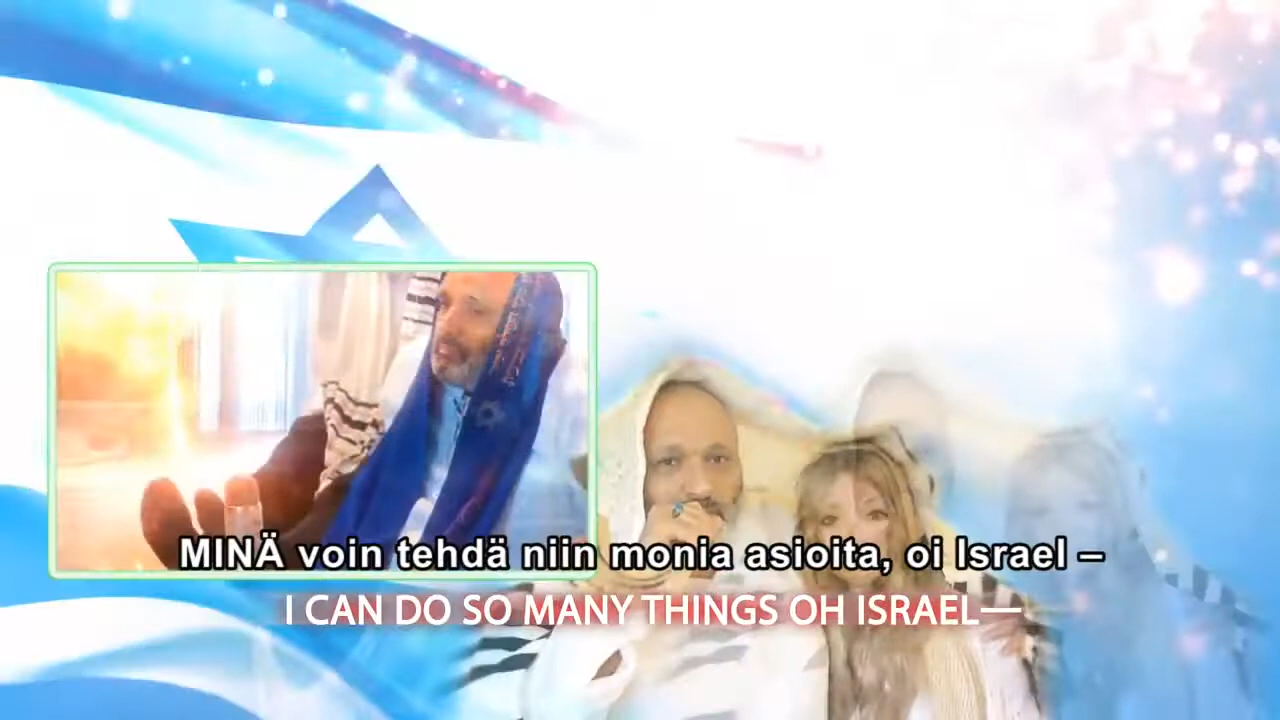 MINÄ voin tehdä niin monia asioita, oi Israel –
I CAN DO SO MANY THINGS OH ISRAEL—